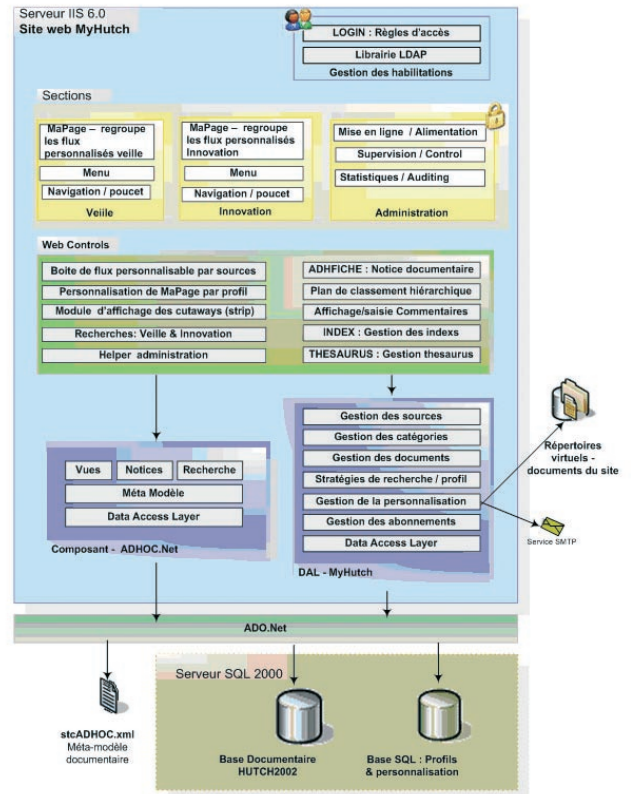 Serveur IIS 6.0
Site web MyHutch
LOGIN : Règles d'accès
Librairie LDAP
Gestion des habilitations
Sections
MaPage – regroupe
les flux
personnalisés veille
Menu
Navigation / poucet
Veiile
MaPage – regroupe
les flux personnalisés
Innovation
Menu
Navigation / poucet
Innovation
Mise en ligne / Alimentation
Supervision / Control
Statistiques / Auditing
Administration
Web Controls
Boite de flux personnalisable par sources
Personnalisation de MaPage par profil
Module d'affichage des cutaways (strip)
Recherches: Veille & Innovation
Helper administration
ADHFICHE : Notice documentaire
Plan de classement hiérarchique
Affichage/saisie Commentaires
INDEX : Gestion des indexs
THESAURUS : Gestion thesaurus
Vues
Notices
Recherche
Méta Modèle
Data Access Layer
Composant - ADHOC.Net
Gestion des sources
Gestion des catégories
Gestion des documents
Stratégies de recherche / profil
Gestion de la personnalisation
Gestion des abonnements
Data Access Layer
DAL - MyHutch
Répertoires
virtuels -
documents du site
Service SMTP
ADO.Net
Serveur SQL 2000
stcADHOC.xml
Méta-modèle
documentaire
Base Documentaire
HUTCH2002
Base SQL : Profils
& personnalisation